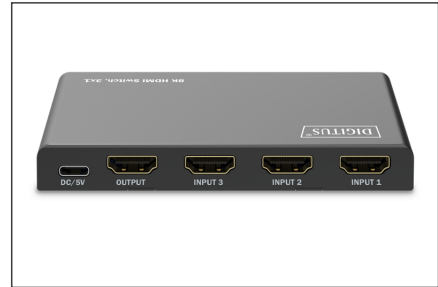 8K HDMI Switch, 3x1
DIGITUS®
DC/5V OUTPUT INPUT 3 INPUT 2 INPUT 1